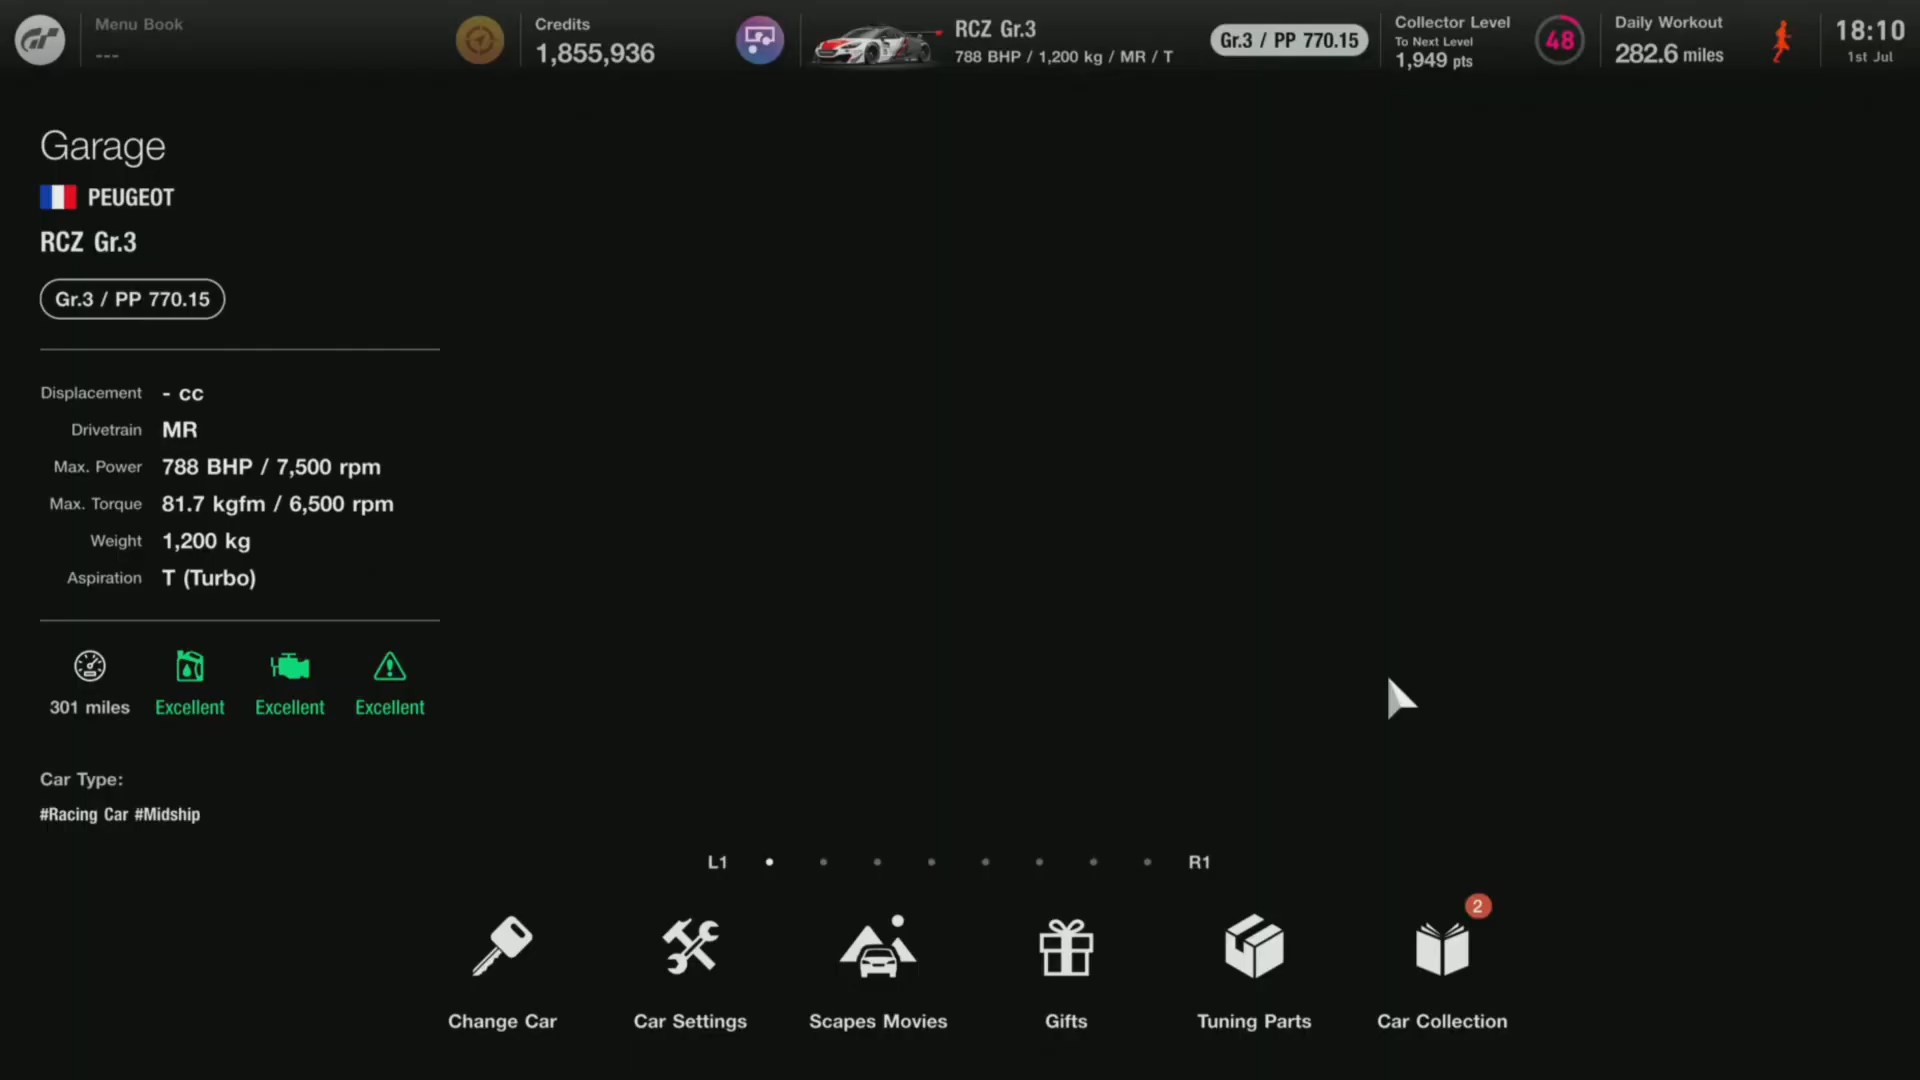 Menu Book
---
Credits
1,855,936
RCZ Gr.3
788 BHP / 1,200 kg / MR / T
Gr.3 / PP 770.15
Collector Level
To Next Level
1,949 pts
48
Daily Workout
282.6 miles
18:10
1st Jul
Garage
PEUGEOT
RCZ Gr.3
Gr.3 / PP 770.15
Displacement - cc
Drivetrain MR
Max. Power 788 BHP / 7,500 rpm
Max. Torque 81.7 kgfm / 6,500 rpm
Weight 1,200 kg
Aspiration T (Turbo)
301 miles Excellent Excellent Excellent
Car Type:
#Racing Car #Midship
L1 R1
2
Change Car Car Settings Scapes Movies Gifts Tuning Parts Car Collection